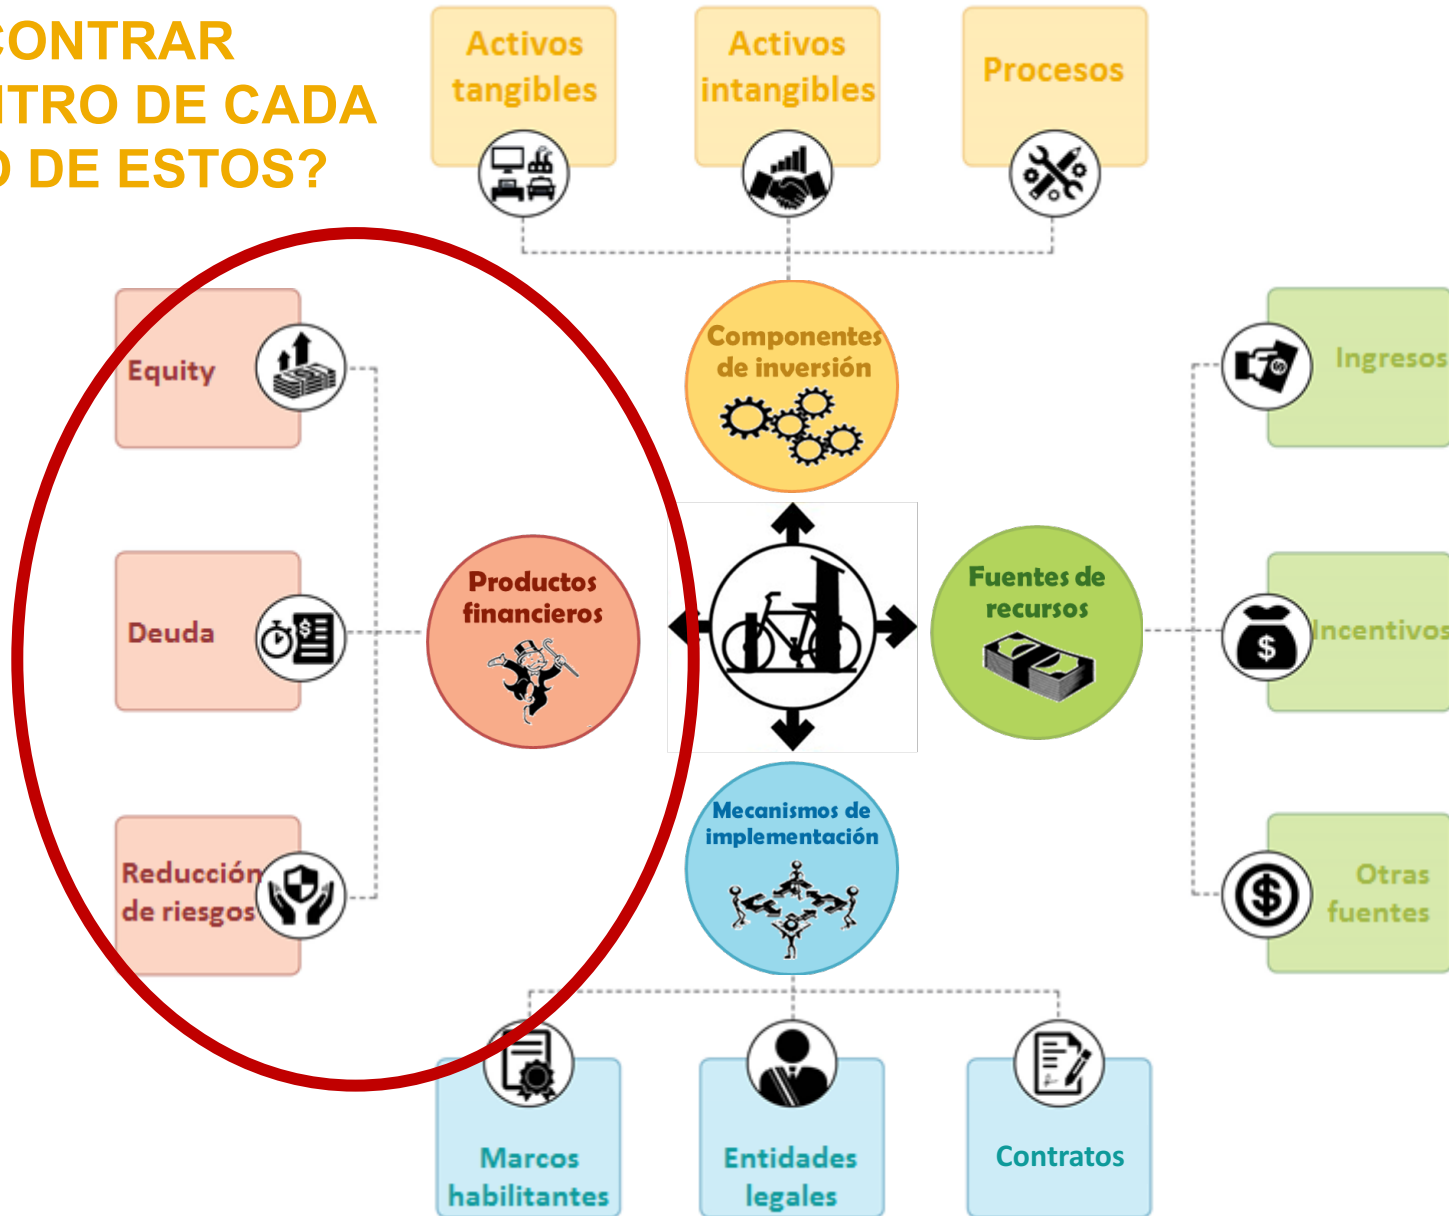 CONTRAR
NTRO DE CADA
O DE ESTOS?
Activos
tangibles
Activos
intangibles
Procesos
Componentes
de inversión
Equity
Deuda
Reducción
de riesgos
Productos
financieros
Fuentes de
recursos
Ingresos
Incentivos
Otras
fuentes
Mecanismos de
implementación
Marcos
habilitantes
Entidades
legales
Contratos